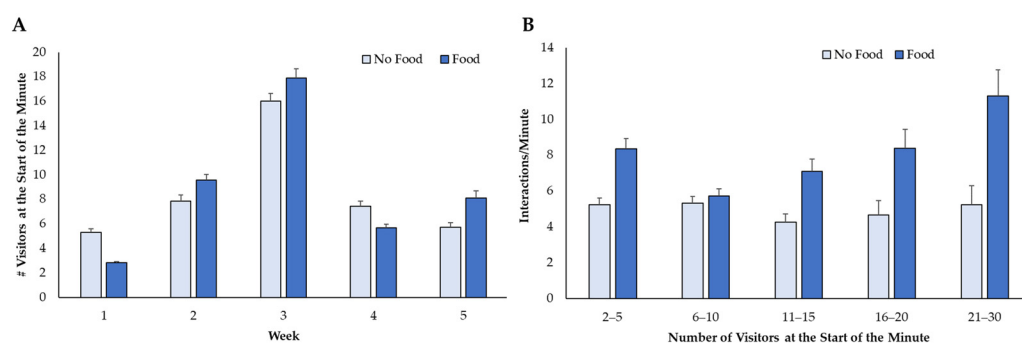 A
# Visitors at the Start of the Minute
20
18
16
14
12
10
8
6
4
2
0
No Food Food
1 2 3 4 5
Week
B
Interactions/Minute
14
12
10
8
6
4
2
0
No Food Food
2–5 6–10 11–15 16–20 21–30
Number of Visitors at the Start of the Minute